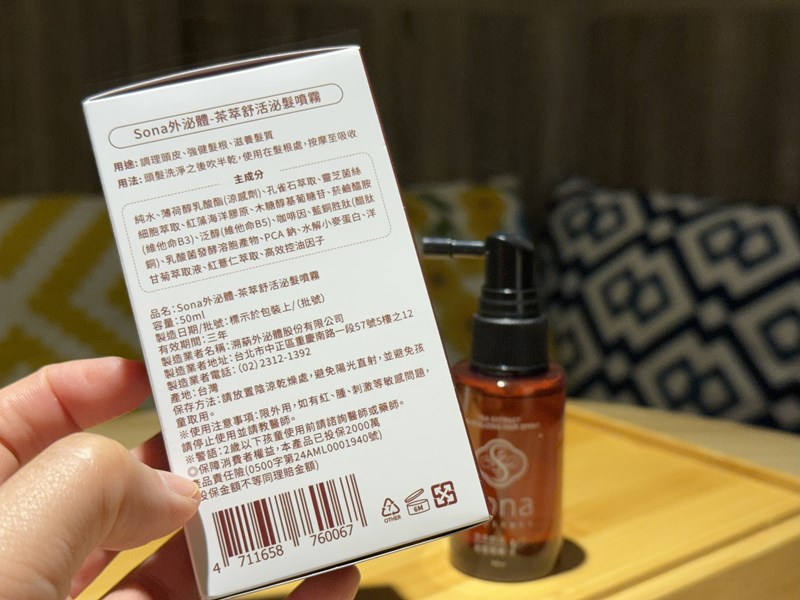 Sona外泌體-茶萃舒活泌髮噴霧
用途:調理頭皮、強健髮根、滋養髮質
用法:頭髮洗淨之後吹半乾,使用在髮根處,按摩至吸收
主成分
純水、薄荷醇乳酸酯(涼感劑)、孔雀石萃取、靈芝菌絲
細胞萃取、紅藻海洋膠原、木糖醇基葡糖苷、菸鹼醯胺
(維他命B3)、泛醇(維他命B5)、咖啡因、藍銅胜肽(醋肽
銅)、乳酸菌發酵溶胞產物、PCA 鈉、水解小麥蛋白、洋
甘菊萃取液、紅薏仁萃取、高效控油因子
品名:Sona外泌體-茶萃舒活泌髮噴霧
容量:50ml
製造日期/批號:標示於包裝上/(批號)
有效期間:三年
製造業者名稱:溯菂外泌體股份有限公司
製造業者地址:台北市中正區重慶南路一段57號5樓之12
製造業者電話:(02)2312-1392
產地:台灣
保存方法:請放置陰涼乾燥處,避免陽光直射,並避免孩
童取用。
※使用注意事項:限外用,如有紅、腫、刺激等敏感問題,
請停止使用並請教醫師。
※警語:2歲以下孩童使用前請諮詢醫師或藥師。
◎保障消費者權益,本產品已投保2000萬
產品責任險(0500字第24AML0001940號)
投保金額不等同理賠金額)
4 711658 760067
7
OTHER
6M
TEA EXTRACT
Sona